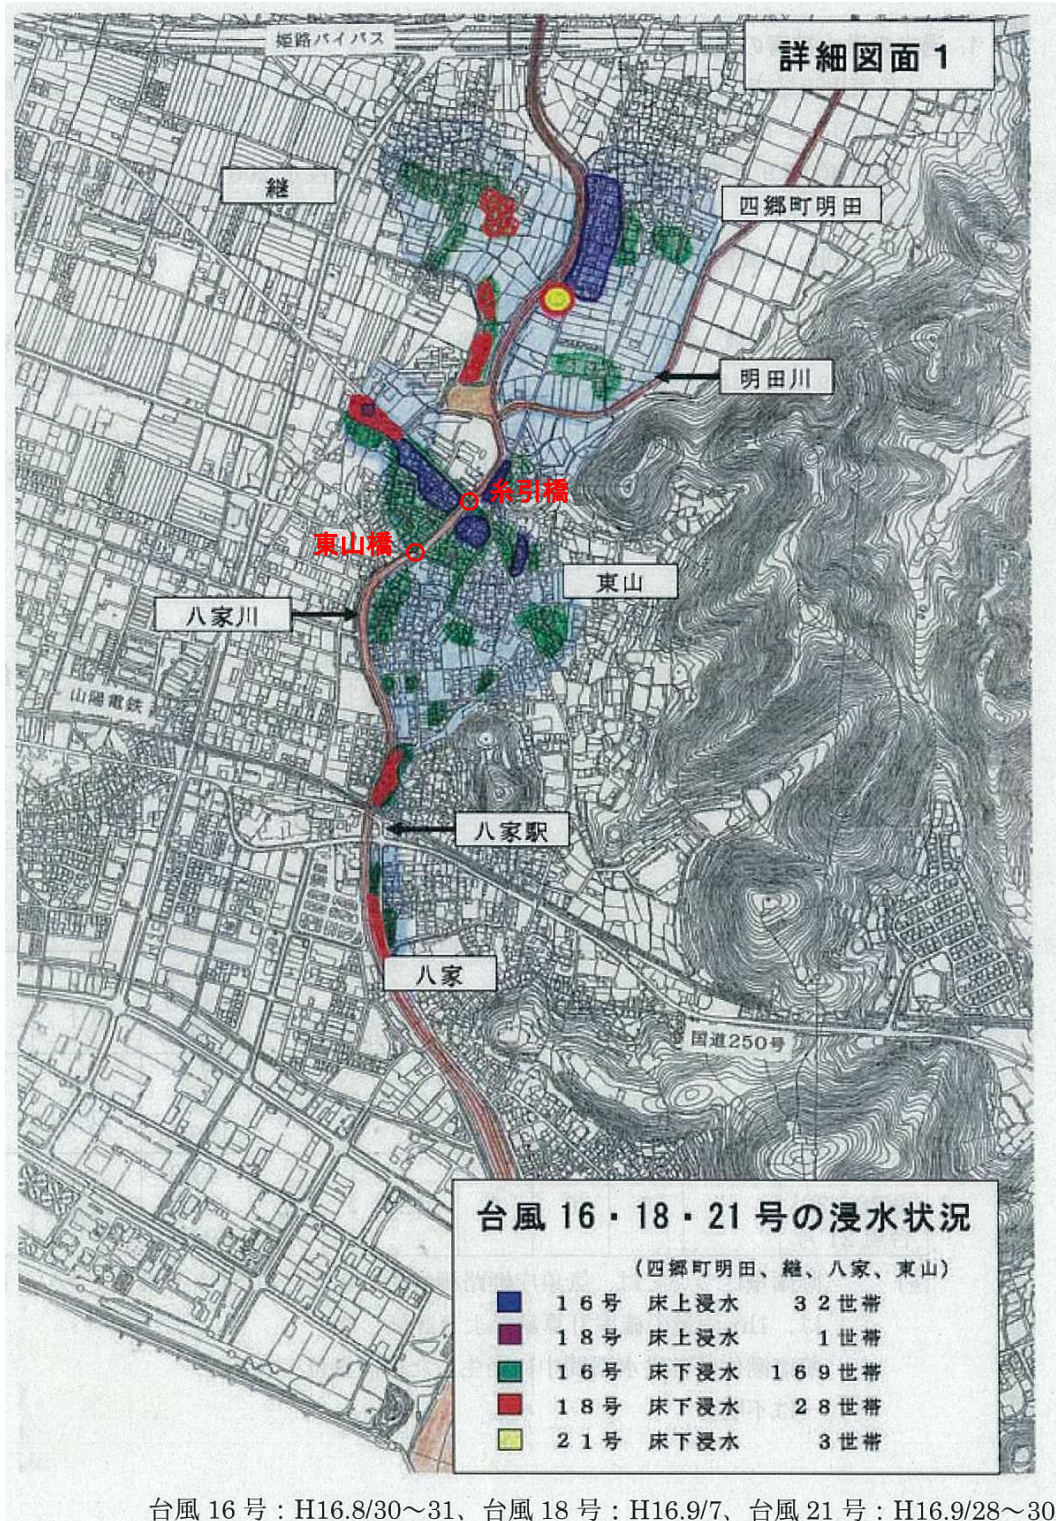 姫路バイパス
詳細図面1
継
四郷町明田
明田川
糸引橋
東山橋
東山
八家川
山陽電鉄
八家駅
八家
国道250号
台風16・18・21号の浸水状況
(四郷町明田、継、八家、東山)
16号 床上浸水 32世帯
18号 床上浸水 1世帯
16号 床下浸水 169世帯
18号 床下浸水 28世帯
21号 床下浸水 3世帯
台風 16 号：H16.8/30～31、台風 18 号：H16.9/7、台風 21 号：H16.9/28～30